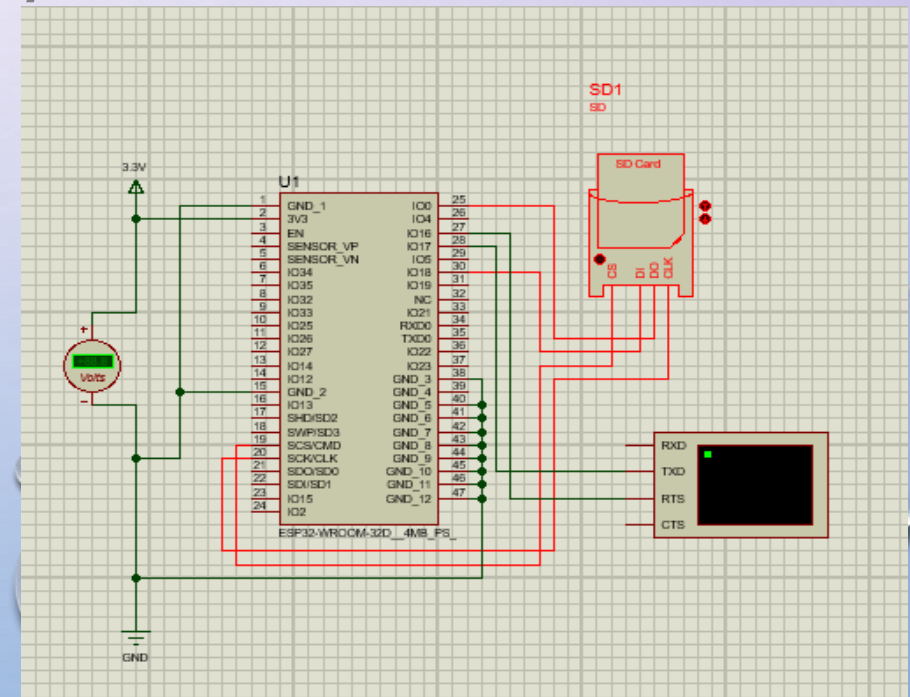 SD1
SD
SD Card
CS
DI
DO
CLK
3.3V
+
Volts
-
GND
U1
1 GND_1 IO0 25
2 3V3 IO4 26
3 EN IO16 27
4 SENSOR_VP IO17 28
5 SENSOR_VN IO5 29
6 IO34 IO18 30
7 IO35 IO19 31
8 IO32 NC 32
9 IO33 IO21 33
10 IO25 RXD0 34
11 IO26 TXD0 35
12 IO27 IO22 36
13 IO14 IO23 37
14 IO12 GND_3 38
15 GND_2 GND_4 39
16 IO13 GND_5 40
17 SHD/SD2 GND_6 41
18 SWP/SD3 GND_7 42
19 SCS/CMD GND_8 43
20 SCK/CLK GND_9 44
21 SDO/SD0 GND_10 45
22 SDI/SD1 GND_11 46
23 IO15 GND_12 47
24 IO2
ESP32-WROOM-32D__4MB_PS_
RXD
TXD
RTS
CTS